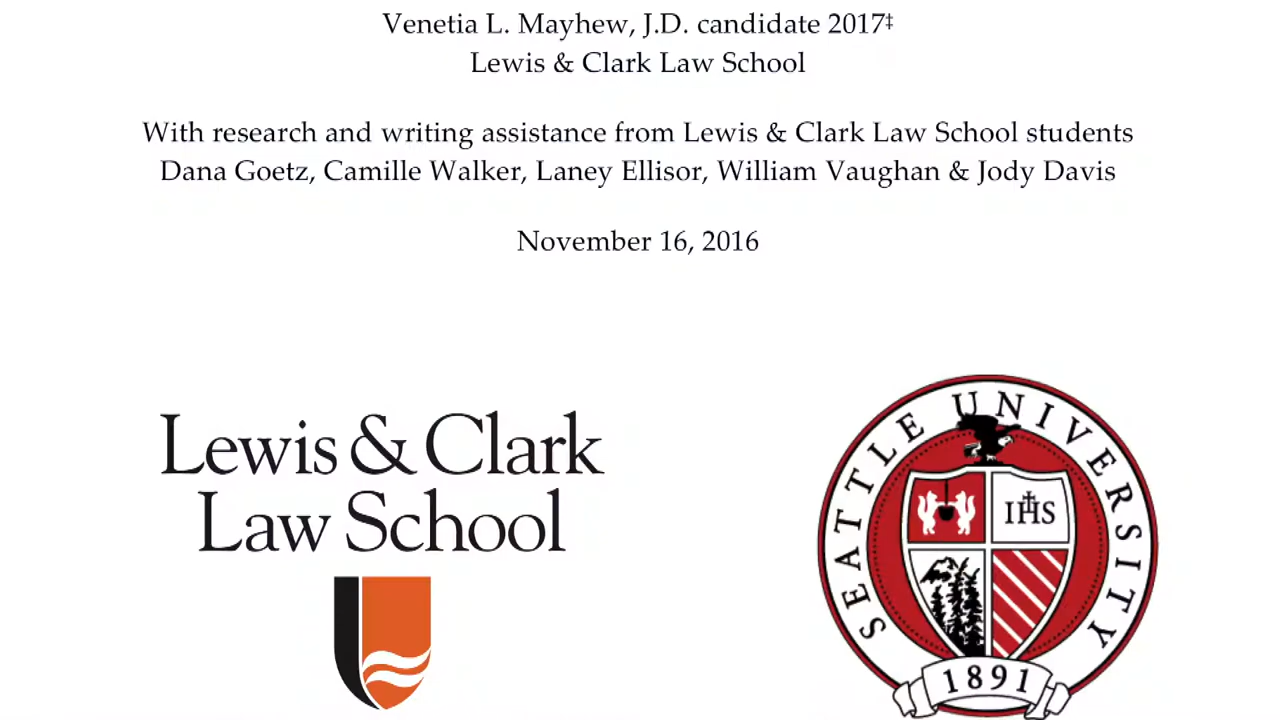 Venetia L. Mayhew, J.D. candidate 2017‡
Lewis & Clark Law School
With research and writing assistance from Lewis & Clark Law School students
Dana Goetz, Camille Walker, Laney Ellisor, William Vaughan & Jody Davis
November 16, 2016
Lewis & Clark
Law School
SEATTLE UNIVERSITY
IHS
1891